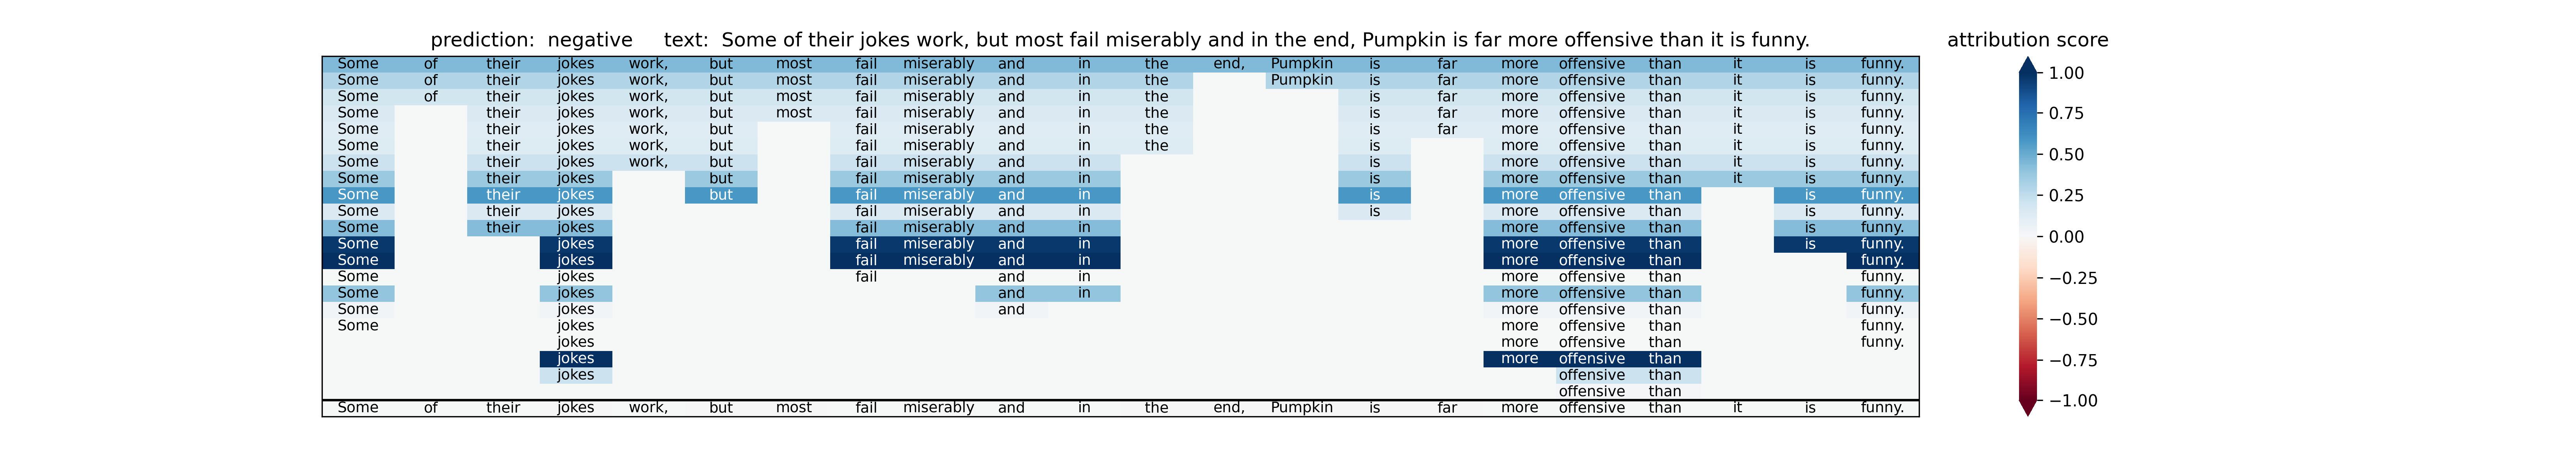 prediction: negative text: Some of their jokes work, but most fail miserably and in the end, Pumpkin is far more offensive than it is funny.
attribution score
Some of their jokes work, but most fail miserably and in the end, Pumpkin is far more offensive than it is funny.
Some of their jokes work, but most fail miserably and in the Pumpkin is far more offensive than it is funny.
Some of their jokes work, but most fail miserably and in the is far more offensive than it is funny.
Some their jokes work, but most fail miserably and in the is far more offensive than it is funny.
Some their jokes work, but fail miserably and in the is far more offensive than it is funny.
Some their jokes work, but fail miserably and in the is more offensive than it is funny.
Some their jokes work, but fail miserably and in is more offensive than it is funny.
Some their jokes but fail miserably and in is more offensive than it is funny.
Some their jokes but fail miserably and in is more offensive than is funny.
Some their jokes fail miserably and in is more offensive than is funny.
Some their jokes fail miserably and in more offensive than is funny.
Some jokes fail miserably and in more offensive than is funny.
Some jokes fail miserably and in more offensive than funny.
Some jokes fail and in more offensive than funny.
Some jokes and in more offensive than funny.
Some jokes and more offensive than funny.
Some jokes more offensive than funny.
jokes more offensive than funny.
jokes more offensive than
jokes offensive than
offensive than
Some of their jokes work, but most fail miserably and in the end, Pumpkin is far more offensive than it is funny.
1.00
0.75
0.50
0.25
0.00
−0.25
−0.50
−0.75
−1.00